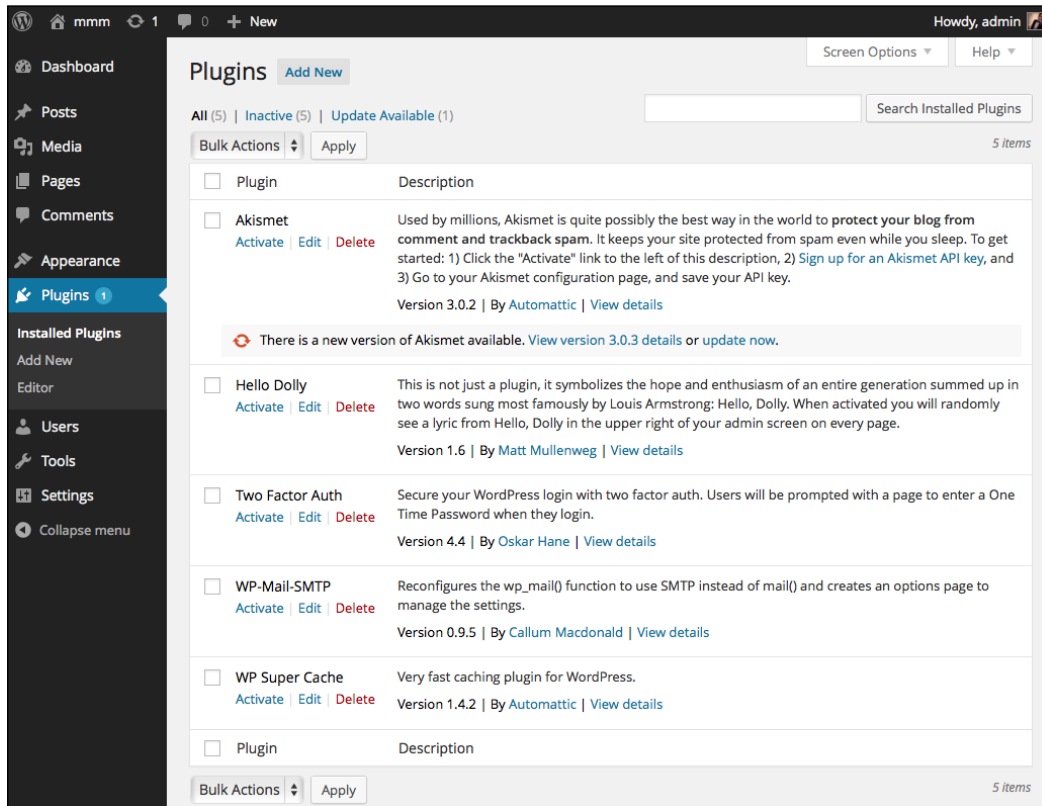 mmm 1 0 + New Howdy, admin
Screen Options Help
Dashboard
Posts
Media
Pages
Comments
Appearance
Plugins 1
Installed Plugins
Add New
Editor
Users
Tools
Settings
Collapse menu
Plugins Add New
All (5) | Inactive (5) | Update Available (1)
Search Installed Plugins
Bulk Actions Apply
5 items
Plugin Description
Akismet
Activate | Edit | Delete
Used by millions, Akismet is quite possibly the best way in the world to protect your blog from
comment and trackback spam. It keeps your site protected from spam even while you sleep. To get
started: 1) Click the "Activate" link to the left of this description, 2) Sign up for an Akismet API key, and
3) Go to your Akismet configuration page, and save your API key.
Version 3.0.2 | By Automattic | View details
There is a new version of Akismet available. View version 3.0.3 details or update now.
Hello Dolly
Activate | Edit | Delete
This is not just a plugin, it symbolizes the hope and enthusiasm of an entire generation summed up in
two words sung most famously by Louis Armstrong: Hello, Dolly. When activated you will randomly
see a lyric from Hello, Dolly in the upper right of your admin screen on every page.
Version 1.6 | By Matt Mullenweg | View details
Two Factor Auth
Activate | Edit | Delete
Secure your WordPress login with two factor auth. Users will be prompted with a page to enter a One
Time Password when they login.
Version 4.4 | By Oskar Hane | View details
WP-Mail-SMTP
Activate | Edit | Delete
Reconfigures the wp_mail() function to use SMTP instead of mail() and creates an options page to
manage the settings.
Version 0.9.5 | By Callum Macdonald | View details
WP Super Cache
Activate | Edit | Delete
Very fast caching plugin for WordPress.
Version 1.4.2 | By Automattic | View details
Plugin Description
Bulk Actions Apply
5 items